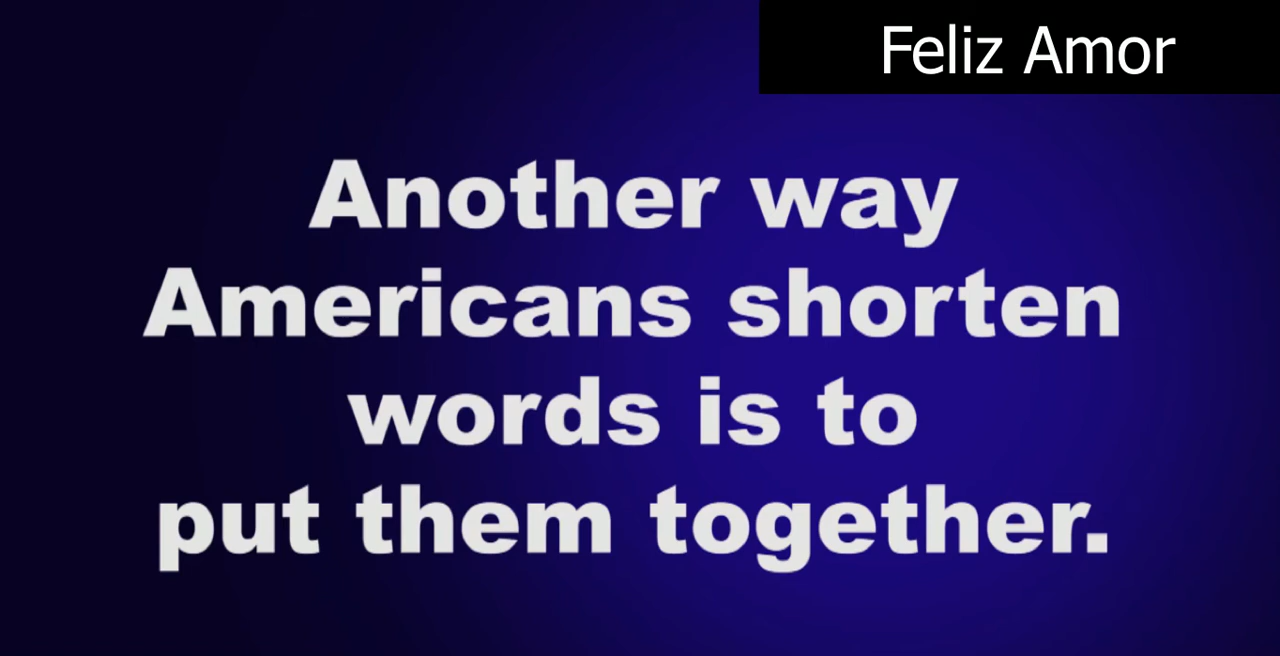 Feliz Amor
Another way
Americans shorten
words is to
put them together.